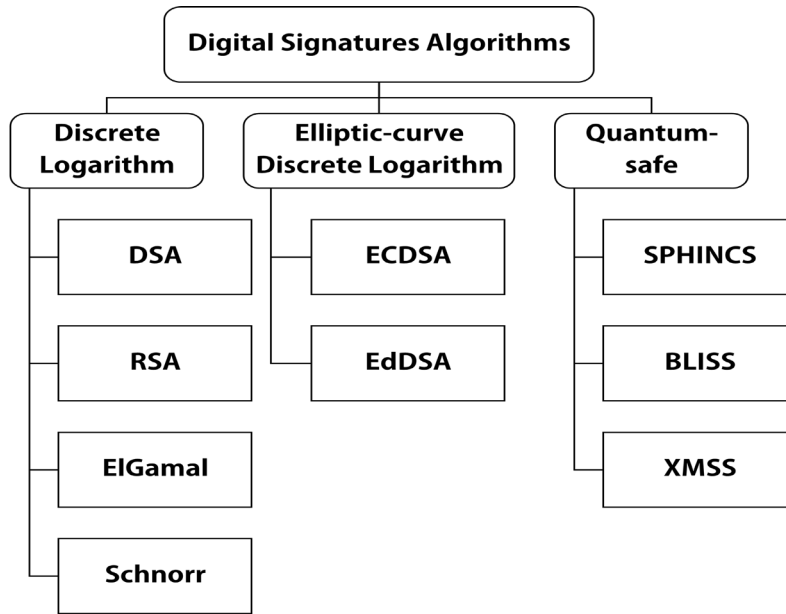 Digital Signatures Algorithms
Discrete
Logarithm
DSA
RSA
ElGamal
Schnorr
Elliptic-curve
Discrete Logarithm
ECDSA
EdDSA
Quantum-
safe
SPHINCS
BLISS
XMSS